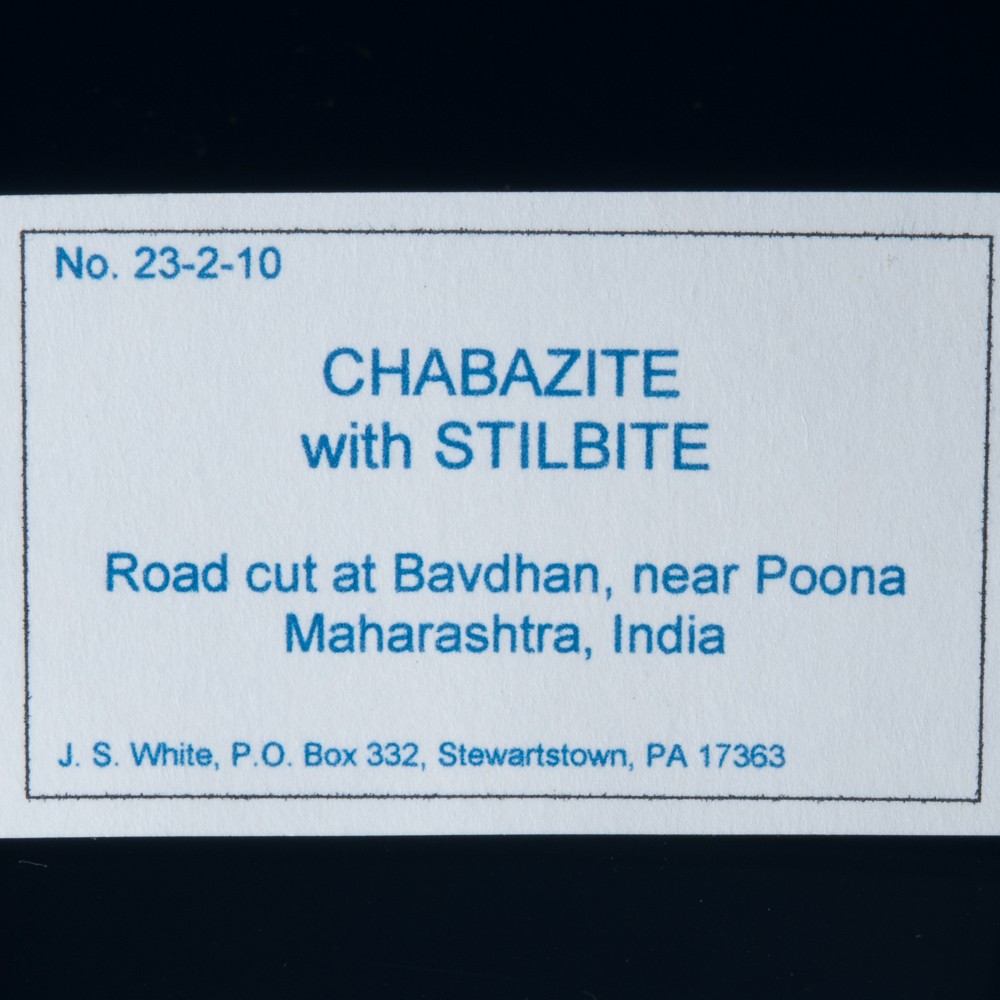 No. 23-2-10
CHABAZITE
with STILBITE
Road cut at Bavdhan, near Poona
Maharashtra, India
J. S. White, P.O. Box 332, Stewartstown, PA 17363